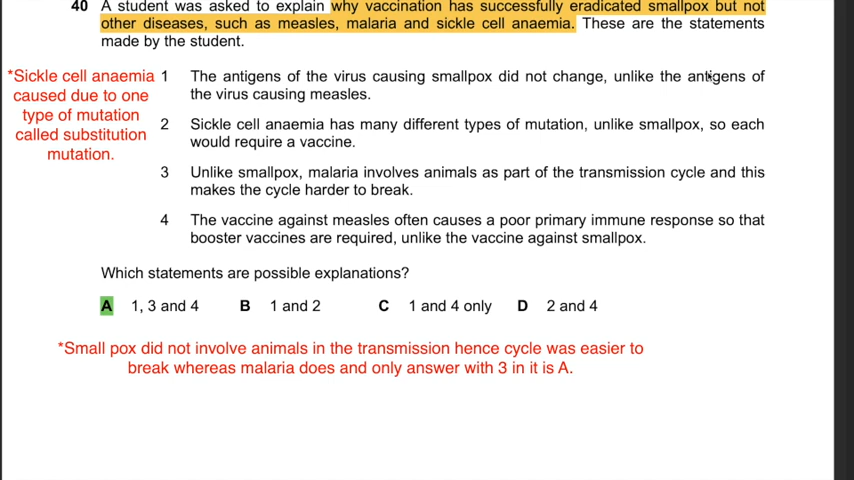 40 A student was asked to explain why vaccination has successfully eradicated smallpox but not
other diseases, such as measles, malaria and sickle cell anaemia. These are the statements
made by the student.
*Sickle cell anaemia
caused due to one
type of mutation
called substitution
mutation.
1 The antigens of the virus causing smallpox did not change, unlike the antigens of
the virus causing measles.
2 Sickle cell anaemia has many different types of mutation, unlike smallpox, so each
would require a vaccine.
3 Unlike smallpox, malaria involves animals as part of the transmission cycle and this
makes the cycle harder to break.
4 The vaccine against measles often causes a poor primary immune response so that
booster vaccines are required, unlike the vaccine against smallpox.
Which statements are possible explanations?
A 1, 3 and 4 B 1 and 2 C 1 and 4 only D 2 and 4
*Small pox did not involve animals in the transmission hence cycle was easier to
break whereas malaria does and only answer with 3 in it is A.